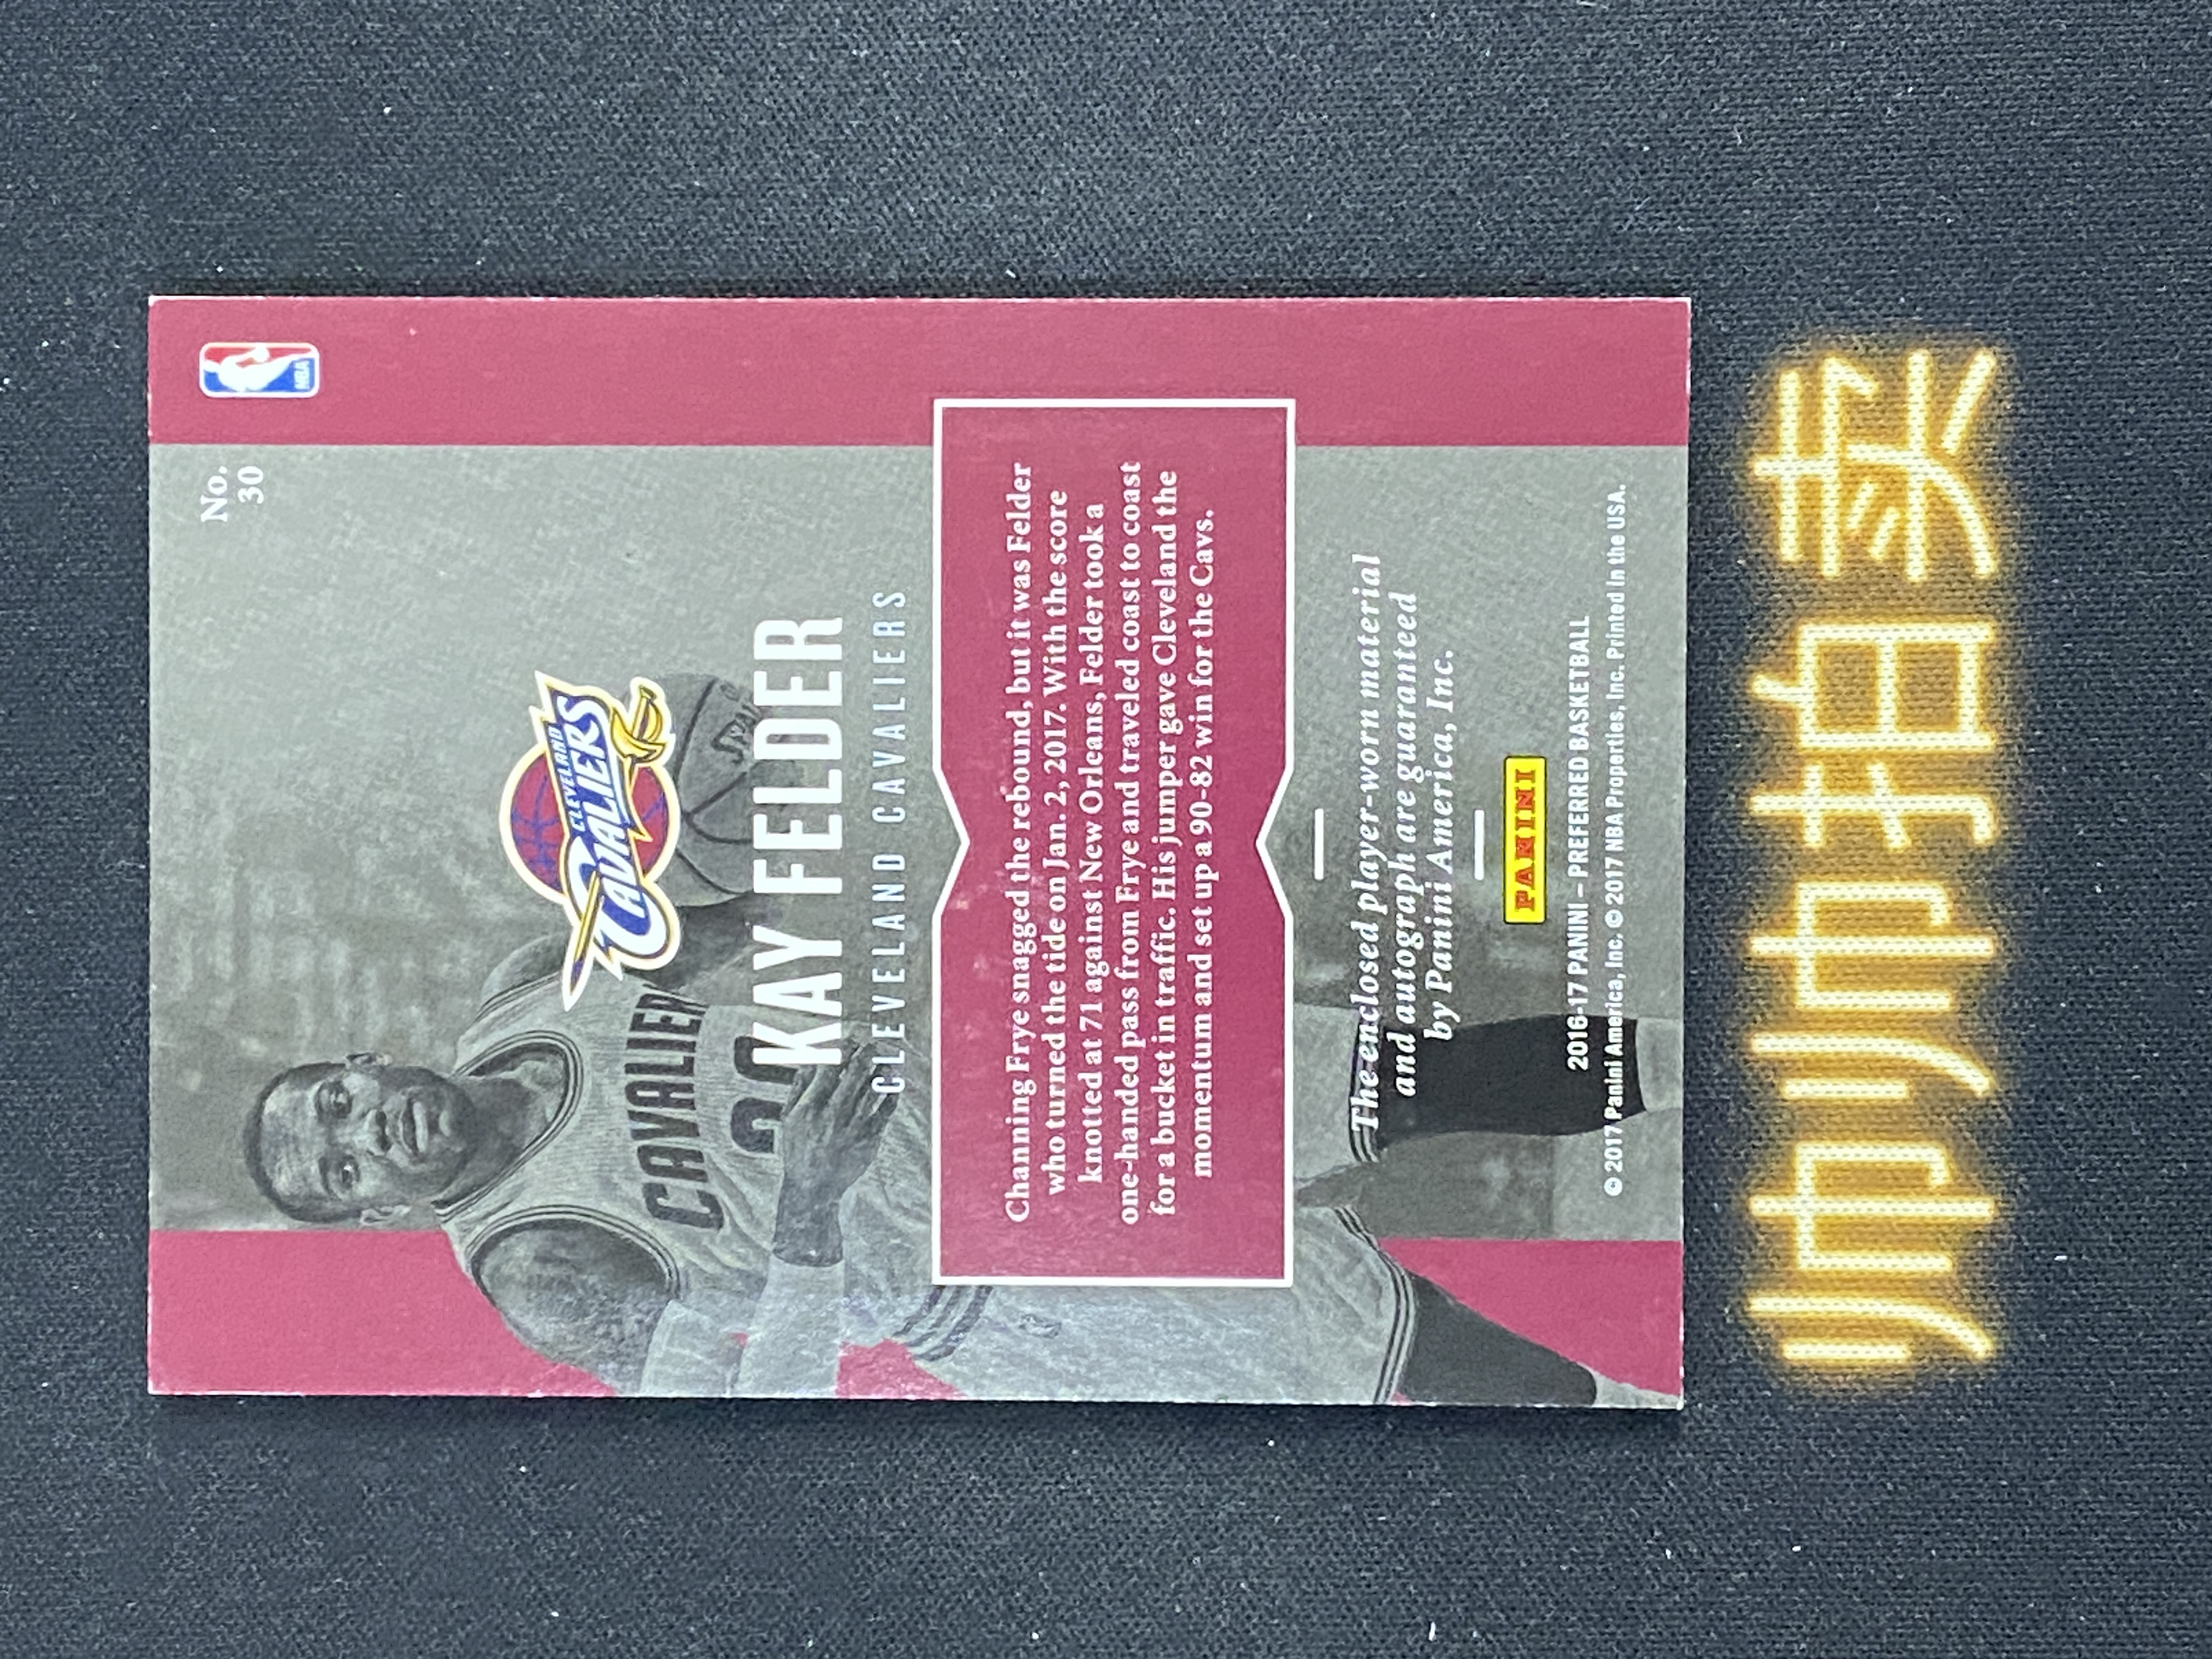 No.
30
NBA
CLEVELAND
CAVALIERS
CAVALIER
KAY FELDER
CLEVELAND CAVALIERS
Channing Frye snagged the rebound, but it was Felder
who turned the tide on Jan. 2, 2017. With the score
knotted at 71 against New Orleans, Felder took a
one-handed pass from Frye and traveled coast to coast
for a bucket in traffic. His jumper gave Cleveland the
momentum and set up a 90-82 win for the Cavs.
The enclosed player-worn material
and autograph are guaranteed
by Panini America, Inc.
PANINI
2016-17 PANINI – PREFERRED BASKETBALL
© 2017 Panini America, Inc. © 2017 NBA Properties, Inc. Printed in the USA.
帅帅拍卖